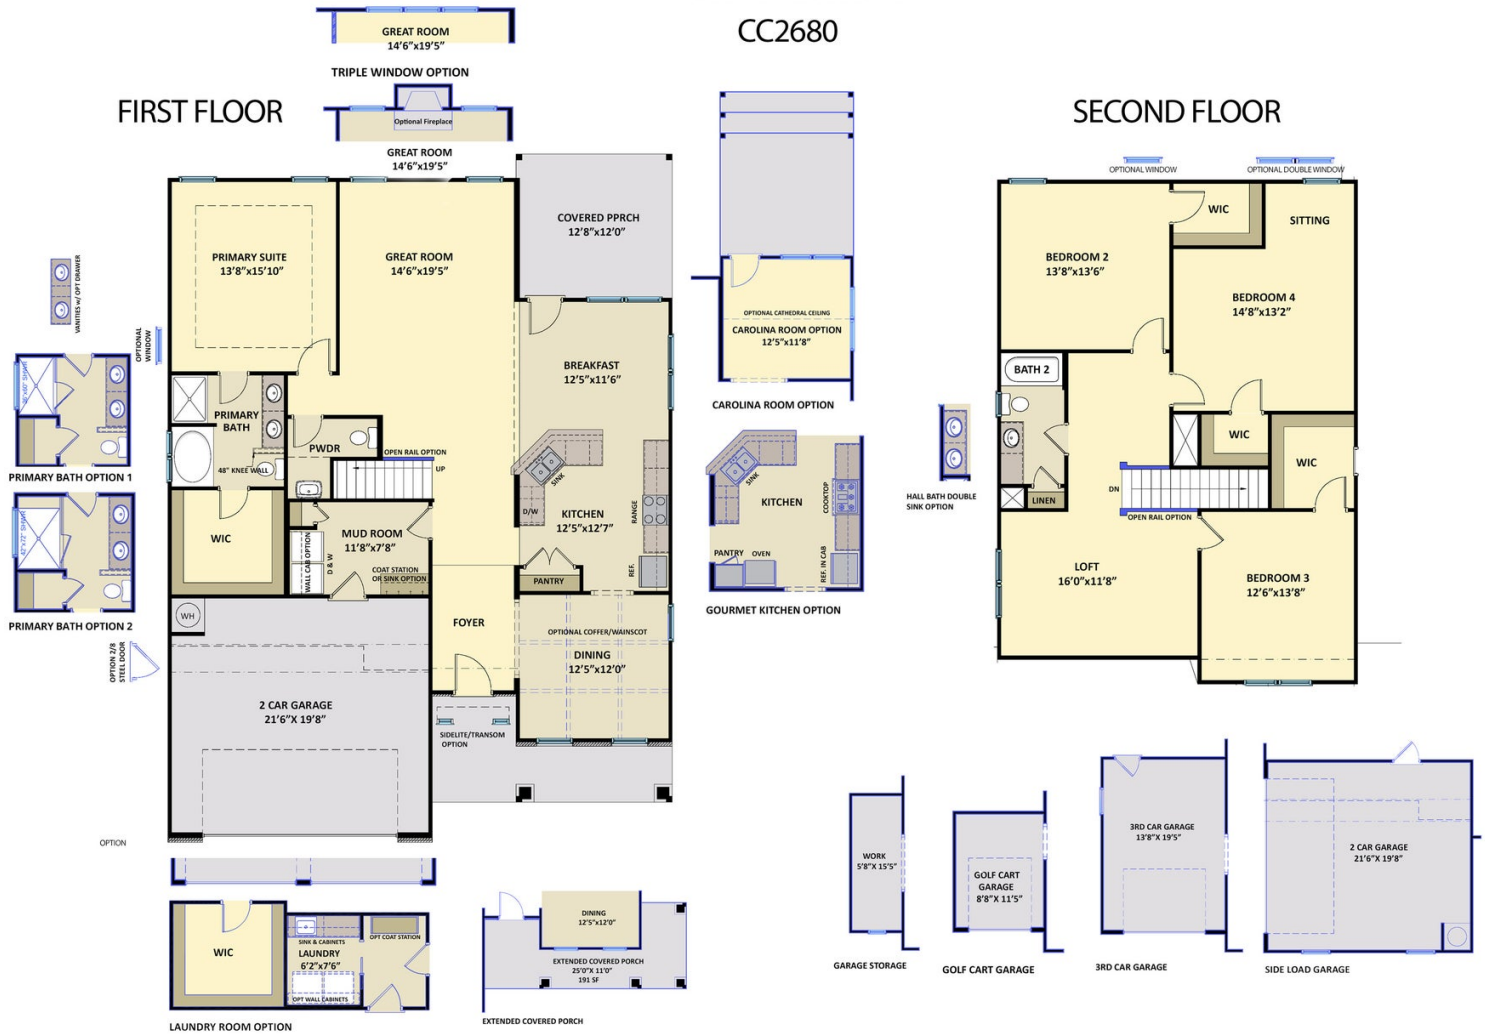 CC2680
GREAT ROOM
14'6"x19'5"
TRIPLE WINDOW OPTION
FIRST FLOOR
Optional Fireplace
GREAT ROOM
14'6"x19'5"
COVERED PPRCH
12'8"x12'0"
PRIMARY SUITE
13'8"x15'10"
GREAT ROOM
14'6"x19'5"
VANITIES w/ OPT DRAWER
OPTIONAL
WINDOW
PRIMARY BATH OPTION 1
PRIMARY BATH OPTION 2
42"x72" SHWR
OPTION 2/8
STEEL DOOR
PRIMARY
BATH
48" KNEE WALL
PWDR
OPEN RAIL OPTION
UP
WIC
MUD ROOM
11'8"x7'8"
WALL CAB OPTION
D & W
COAT STATION
OR SINK OPTION
BREAKFAST
12'5"x11'6"
SINK
D/W
KITCHEN
12'5"x12'7"
RANGE
REF.
PANTRY
WH
FOYER
OPTIONAL COFFER/WAINSCOT
DINING
12'5"x12'0"
2 CAR GARAGE
21'6"X 19'8"
SIDELITE/TRANSOM
OPTION
OPTION
WIC
SINK & CABINETS
LAUNDRY
6'2"x7'6"
OPT WALL CABINETS
OPT COAT STATION
LAUNDRY ROOM OPTION
DINING
12'5"x12'0"
EXTENDED COVERED PORCH
25'0"X 11'0"
191 SF
EXTENDED COVERED PORCH
OPTIONAL CATHEDRAL CEILING
CAROLINA ROOM OPTION
12'5"x11'8"
CAROLINA ROOM OPTION
SINK
KITCHEN
COOKTOP
PANTRY
OVEN
REF. IN CAB
GOURMET KITCHEN OPTION
SECOND FLOOR
OPTIONAL WINDOW
OPTIONAL DOUBLE WINDOW
WIC
SITTING
BEDROOM 2
13'8"x13'6"
BEDROOM 4
14'8"x13'2"
BATH 2
HALL BATH DOUBLE
SINK OPTION
WIC
WIC
DN
LINEN
OPEN RAIL OPTION
LOFT
16'0"x11'8"
BEDROOM 3
12'6"x13'8"
WORK
5'8"X 15'5"
GARAGE STORAGE
GOLF CART
GARAGE
8'8"X 11'5"
GOLF CART GARAGE
3RD CAR GARAGE
13'8"X 19'5"
3RD CAR GARAGE
2 CAR GARAGE
21'6"X 19'8"
SIDE LOAD GARAGE